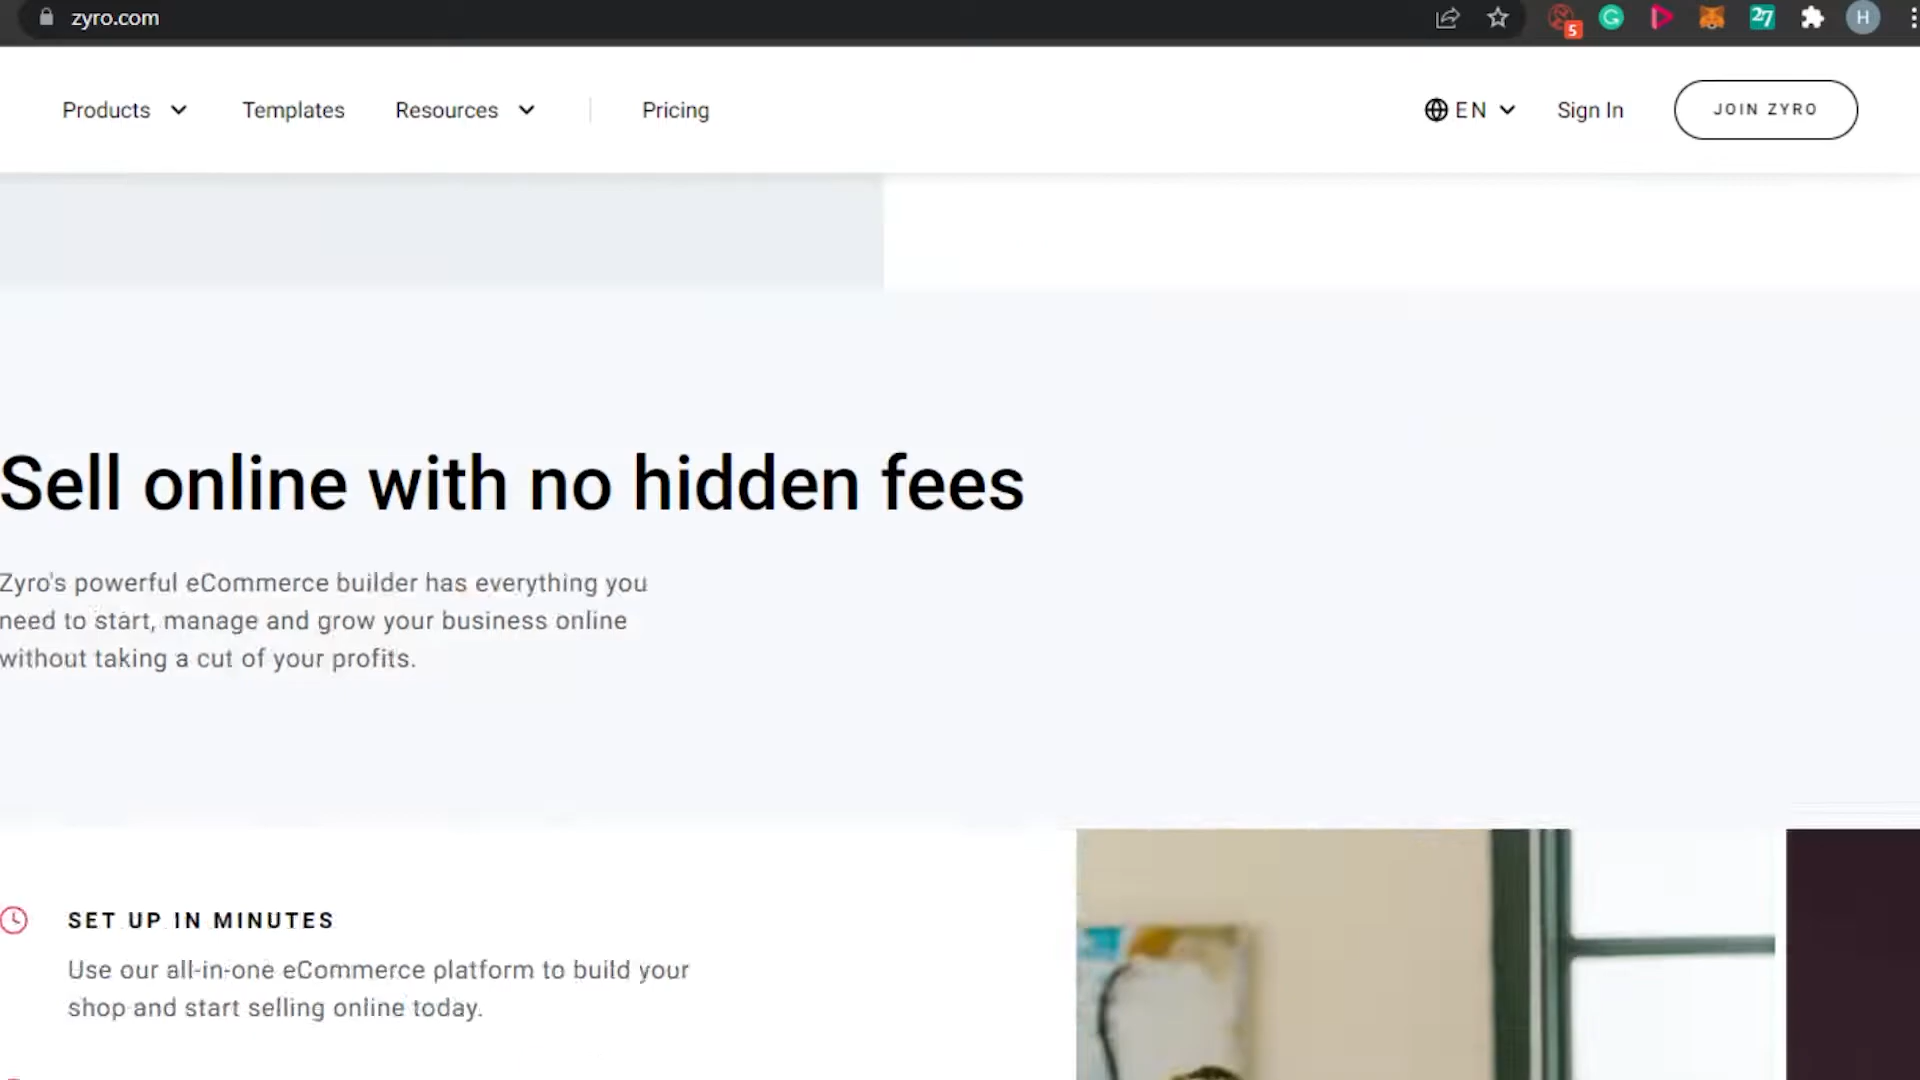 zyro.com
5
27
H
Products
Templates
Resources
Pricing
EN
Sign In
JOIN ZYRO
Sell online with no hidden fees
Zyro's powerful eCommerce builder has everything you
need to start, manage and grow your business online
without taking a cut of your profits.
SET UP IN MINUTES
Use our all-in-one eCommerce platform to build your
shop and start selling online today.